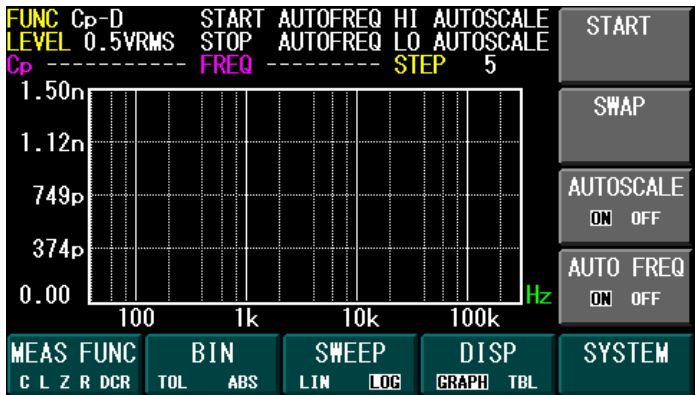 FUNC Cp-D START AUTOFREQ HI AUTOSCALE
LEVEL 0.5VRMS STOP AUTOFREQ LO AUTOSCALE
Cp ----------- FREQ --------- STEP 5
START
1.50n
SWAP
1.12n
749p
AUTOSCALE
ON OFF
374p
AUTO FREQ
ON OFF
0.00
Hz
100 1k 10k 100k
MEAS FUNC BIN SWEEP DISP SYSTEM
C L Z R DCR TOL ABS LIN LOG GRAPH TBL